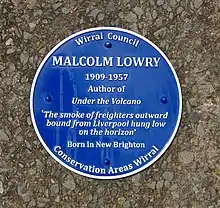 Wirral Council
MALCOLM LOWRY
1909-1957
Author of
Under the Volcano
'The smoke of freighters outward
bound from Liverpool hung low
on the horizon'
Born in New Brighton
Conservation Areas Wirral